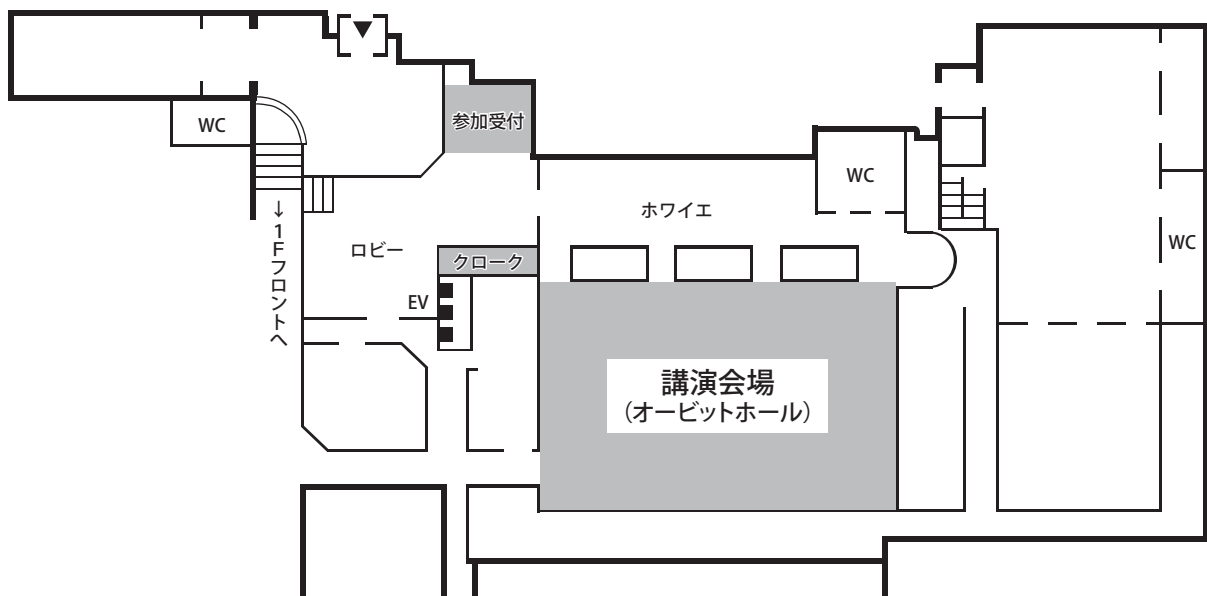 参加受付
WC
WC
ホワイエ
WC
ロビー
クローク
EV
↓1Fフロントへ
講演会場
（オービットホール）